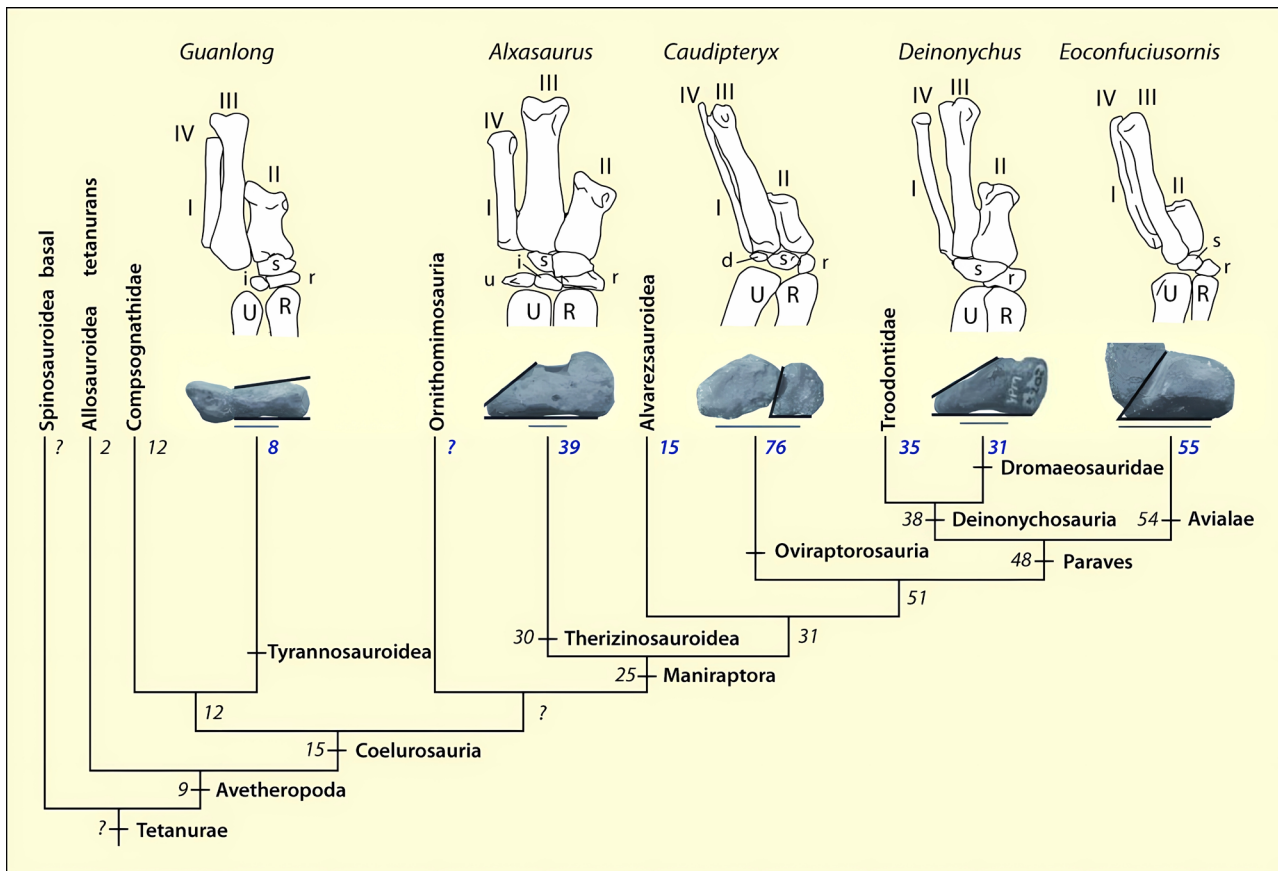 Guanlong
Alxasaurus
Caudipteryx
Deinonychus
Eoconfuciusornis
III
IV
II
I
s
i
r
U
R
III
IV
II
I
i
s
u
r
U
R
IV
III
II
I
d
s
r
U
R
IV
III
II
I
s
r
U
R
IV
III
II
I
s
r
U
R
Spinosauroidea basal
Allosauroidea tetanurans
Compsognathidae
Ornithomimosauria
Alvarezsauroidea
Troodontidae
?
2
12
8
?
39
15
76
35
31
55
Dromaeosauridae
38
Deinonychosauria
54
Avialae
Oviraptorosauria
48
Paraves
51
30
Therizinosauroidea
31
Tyrannosauroidea
25
Maniraptora
12
?
15
Coelurosauria
9
Avetheropoda
?
Tetanurae